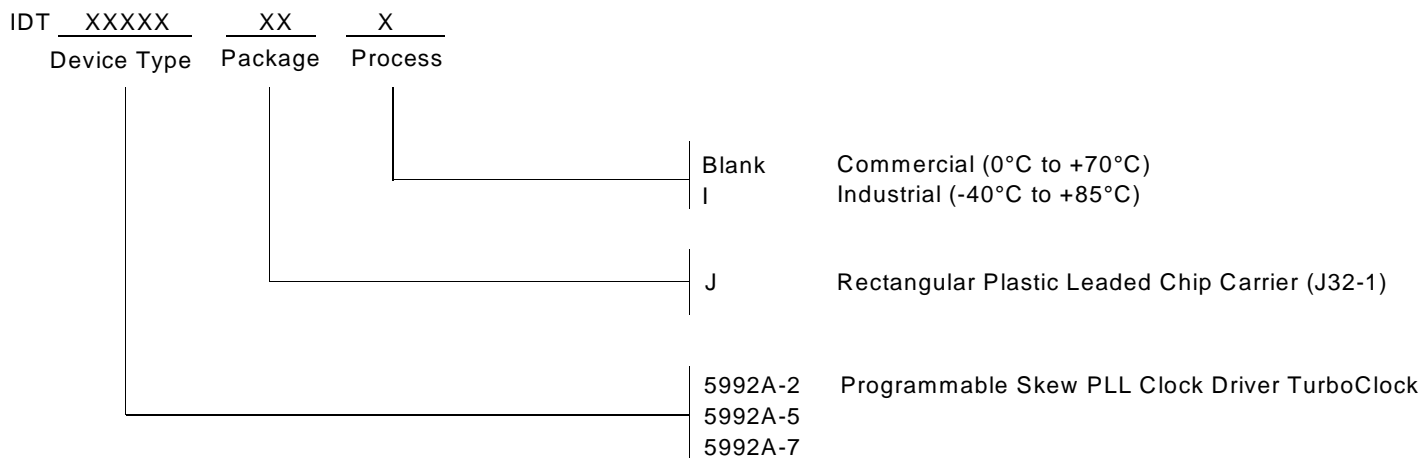 IDT XXXXX XX X
Device Type Package Process
Blank Commercial (0°C to +70°C)
I Industrial (-40°C to +85°C)
J Rectangular Plastic Leaded Chip Carrier (J32-1)
5992A-2 Programmable Skew PLL Clock Driver TurboClock
5992A-5
5992A-7